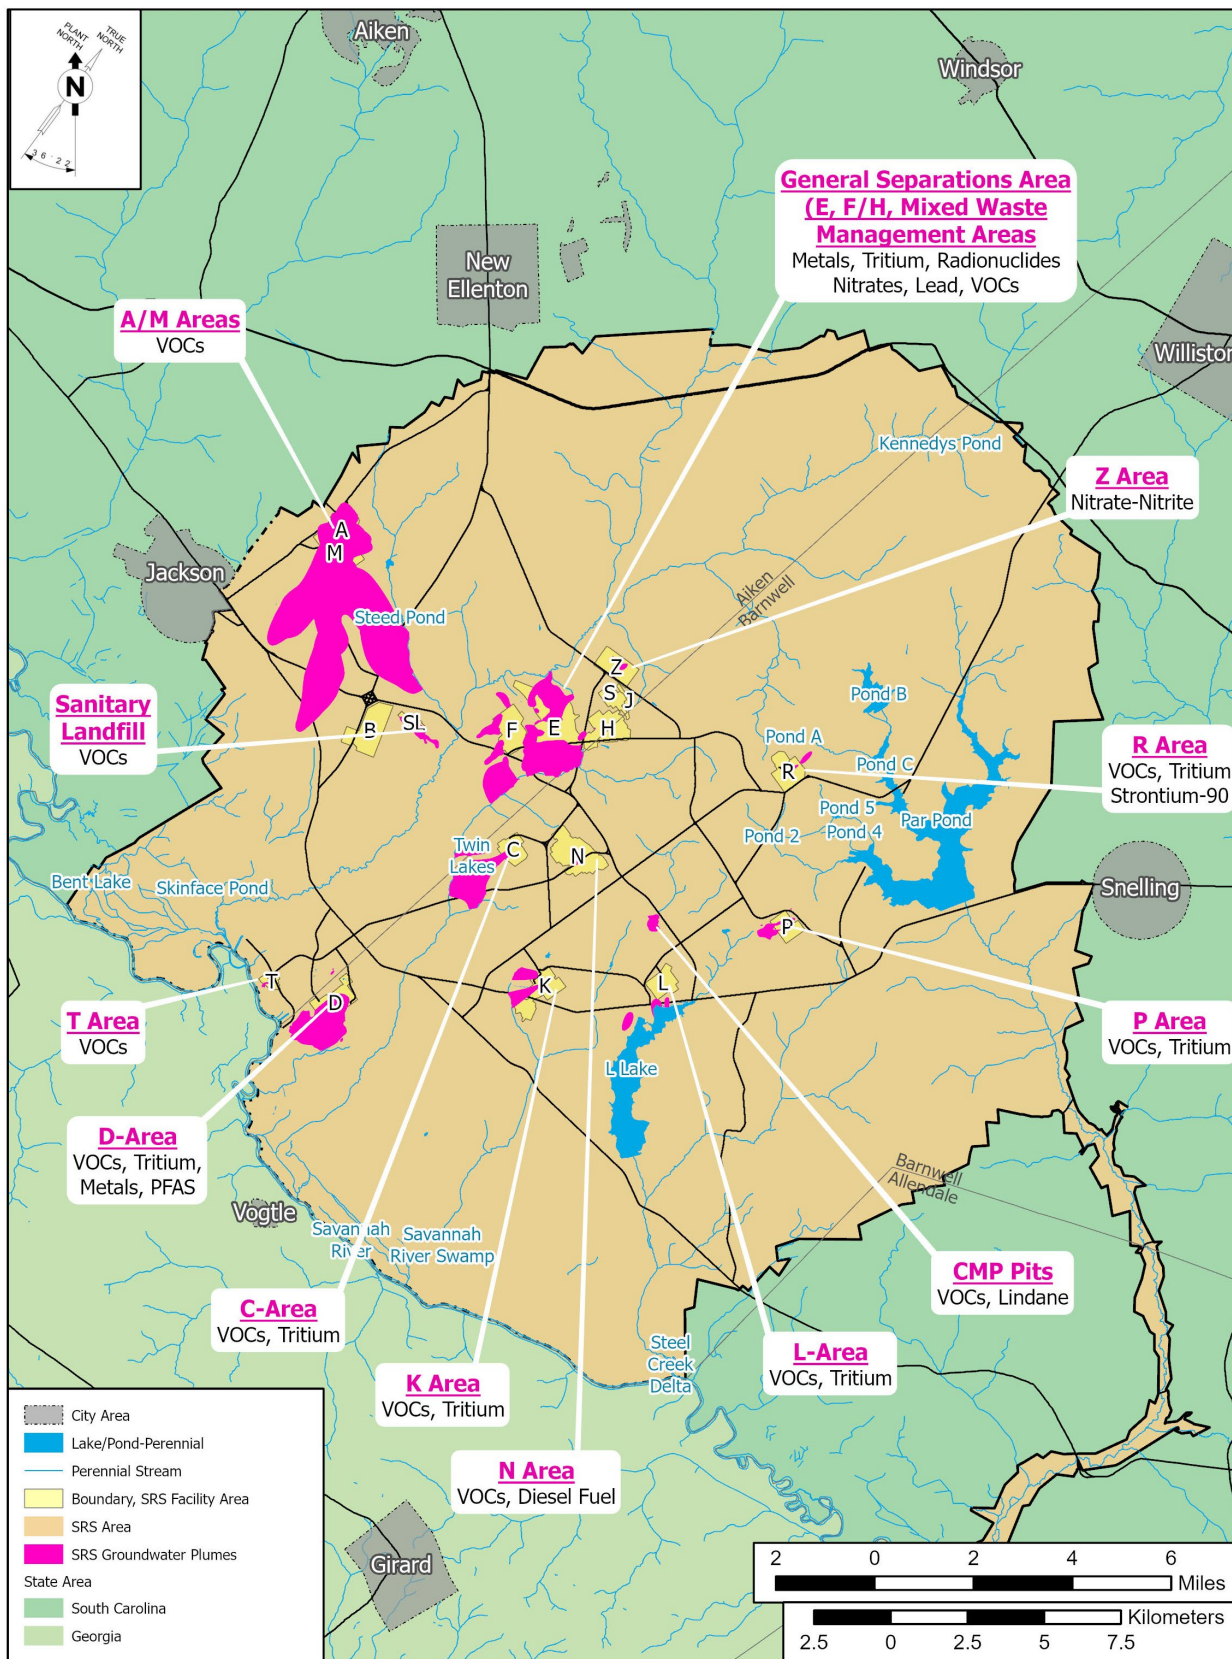 PLANT
NORTH
TRUE
NORTH
N
36°22'
Aiken
Windsor
General Separations Area
(E, F/H, Mixed Waste
Management Areas
Metals, Tritium, Radionuclides
Nitrates, Lead, VOCs
New
Ellenton
A/M Areas
VOCs
Williston
Kennedys Pond
Z Area
Nitrate-Nitrite
A
M
Jackson
Steed Pond
Aiken
Barnwell
Z
S
J
Pond B
Sanitary
Landfill
VOCs
B
SL
F
E
H
Pond A
R
Pond C
R Area
VOCs, Tritium
Strontium-90
Pond 5
Par Pond
Pond 2
Pond 4
Twin
Lakes
C
N
Bent Lake
Skinface Pond
Snelling
P
T
K
L
D
T Area
VOCs
P Area
VOCs, Tritium
L Lake
D-Area
VOCs, Tritium,
Metals, PFAS
Barnwell
Allendale
Vogtle
Savannah
River
Savannah
River Swamp
CMP Pits
VOCs, Lindane
C-Area
VOCs, Tritium
Steel
Creek
Delta
L-Area
VOCs, Tritium
K Area
VOCs, Tritium
N Area
VOCs, Diesel Fuel
Girard
City Area
Lake/Pond-Perennial
Perennial Stream
Boundary, SRS Facility Area
SRS Area
SRS Groundwater Plumes
State Area
South Carolina
Georgia
2 0 2 4 6
Miles
Kilometers
2.5 0 2.5 5 7.5